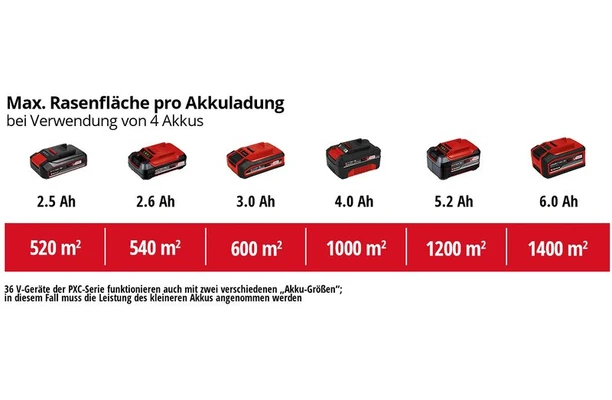 Max. Rasenfläche pro Akkuladung
bei Verwendung von 4 Akkus
2.5 Ah 2.6 Ah 3.0 Ah 4.0 Ah 5.2 Ah 6.0 Ah
520 m² 540 m² 600 m² 1000 m² 1200 m² 1400 m²
36 V-Geräte der PXC-Serie funktionieren auch mit zwei verschiedenen „Akku-Größen“;
in diesem Fall muss die Leistung des kleineren Akkus angenommen werden